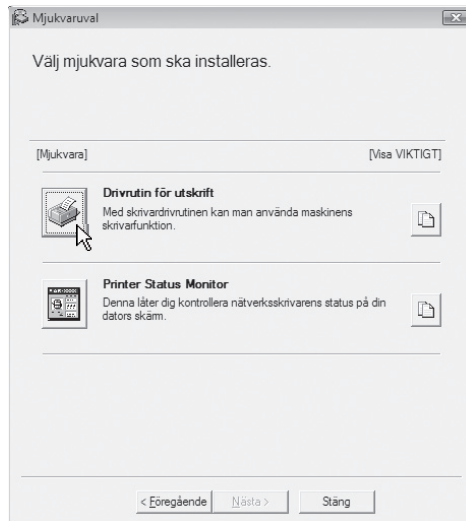 Mjukvaruval
Välj mjukvara som ska installeras.
[Mjukvara] [Visa VIKTIGT]
Drivrutin för utskrift
Med skrivardrivrutinen kan man använda maskinens
skrivarfunktion.
Printer Status Monitor
Denna låter dig kontrollera nätverksskrivarens status på din
dators skärm.
< Föregående Nästa > Stäng